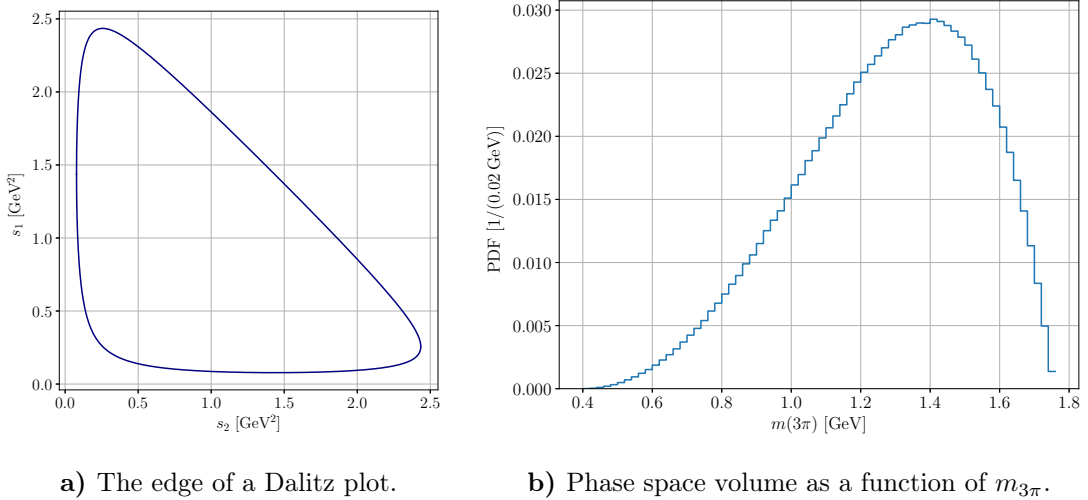 2.5
2.0
1.5
1.0
0.5
0.0
s₁ [GeV²]
0.0 0.5 1.0 1.5 2.0 2.5
s₂ [GeV²]
0.030
0.025
0.020
0.015
0.010
0.005
0.000
PDF [1/(0.02 GeV)]
0.4 0.6 0.8 1.0 1.2 1.4 1.6 1.8
m(3π) [GeV]
a) The edge of a Dalitz plot.
b) Phase space volume as a function of m₃π.